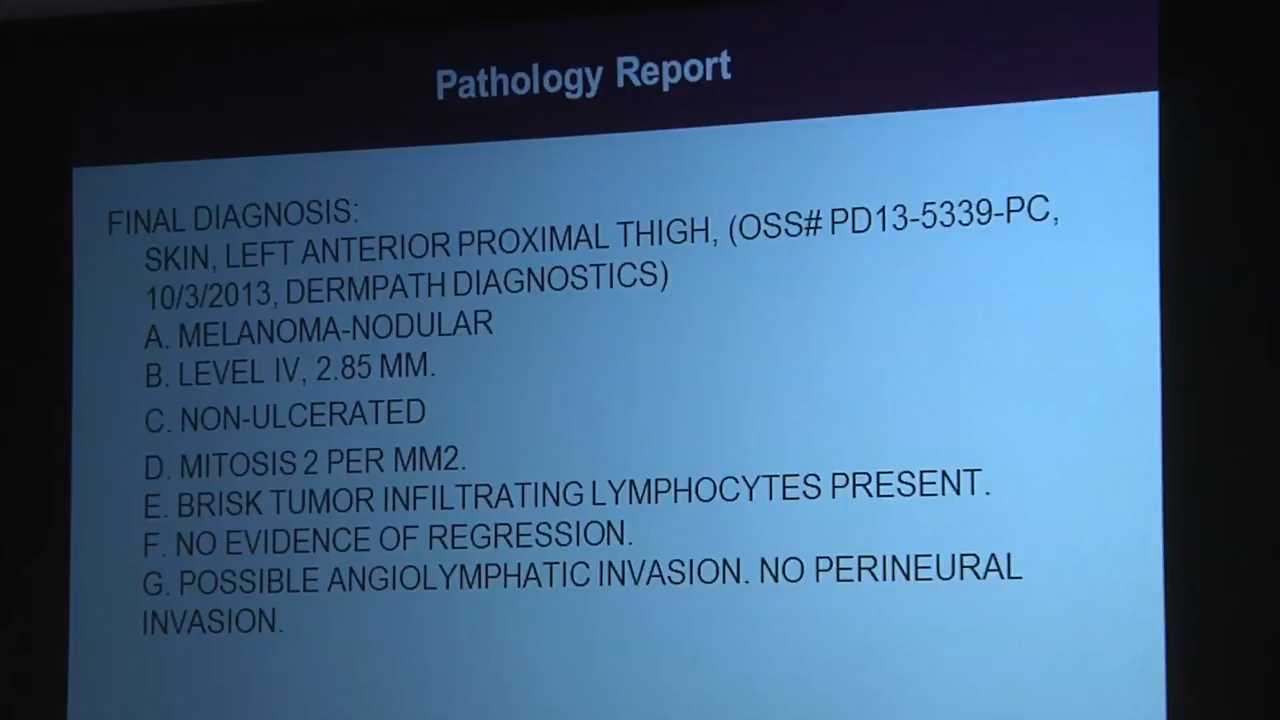 Pathology Report
FINAL DIAGNOSIS:
SKIN, LEFT ANTERIOR PROXIMAL THIGH, (OSS# PD13-5339-PC,
10/3/2013, DERMPATH DIAGNOSTICS)
A. MELANOMA-NODULAR
B. LEVEL IV, 2.85 MM.
C. NON-ULCERATED
D. MITOSIS 2 PER MM2.
E. BRISK TUMOR INFILTRATING LYMPHOCYTES PRESENT.
F. NO EVIDENCE OF REGRESSION.
G. POSSIBLE ANGIOLYMPHATIC INVASION. NO PERINEURAL
INVASION.